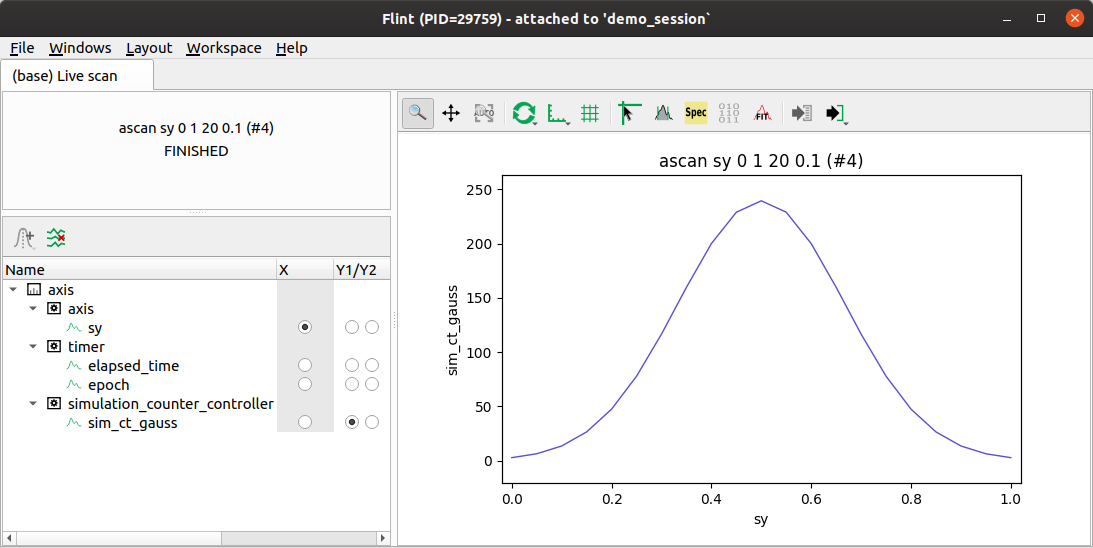 Flint (PID=29759) - attached to 'demo_session`
File Windows Layout Workspace Help
(base) Live scan
ascan sy 0 1 20 0.1 (#4)
FINISHED
Name X Y1/Y2
axis
axis
sy
timer
elapsed_time
epoch
simulation_counter_controller
sim_ct_gauss
AUTO Spec 010 110 011 FIT
ascan sy 0 1 20 0.1 (#4)
250
200
150
100
50
0
sim_ct_gauss
0.0 0.2 0.4 0.6 0.8 1.0
sy